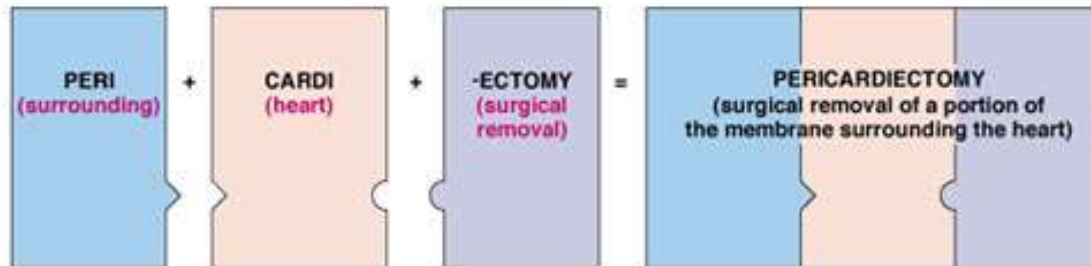 PERI
(surrounding)
+
CARDI
(heart)
+
-ECTOMY
(surgical
removal)
=
PERICARDIECTOMY
(surgical removal of a portion of
the membrane surrounding the heart)